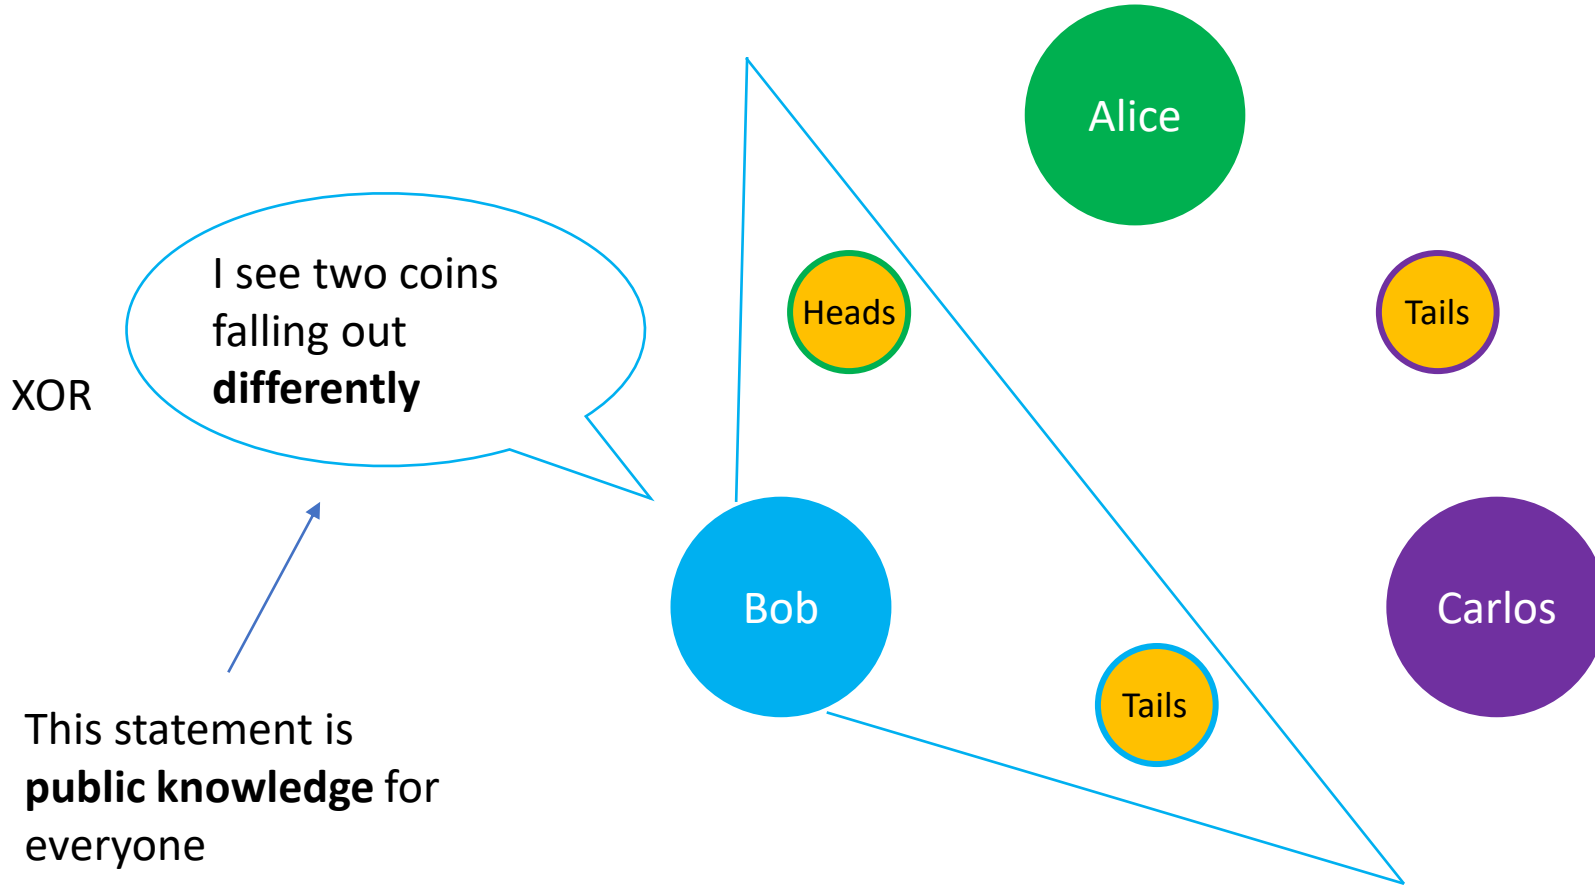 Alice
I see two coins
falling out
differently
Heads
Tails
XOR
Bob
Carlos
Tails
This statement is
public knowledge for
everyone